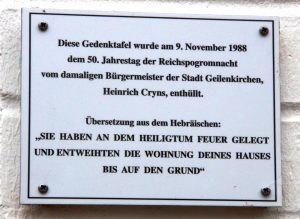 Diese Gedenktafel wurde am 9. November 1988
dem 50. Jahrestag der Reichspogromnacht
vom damaligen Bürgermeister der Stadt Geilenkirchen,
Heinrich Cryns, enthüllt.
Übersetzung aus dem Hebräischen:
„SIE HABEN AN DEM HEILIGTUM FEUER GELEGT
UND ENTWEIHTEN DIE WOHNUNG DEINES HAUSES
BIS AUF DEN GRUND“